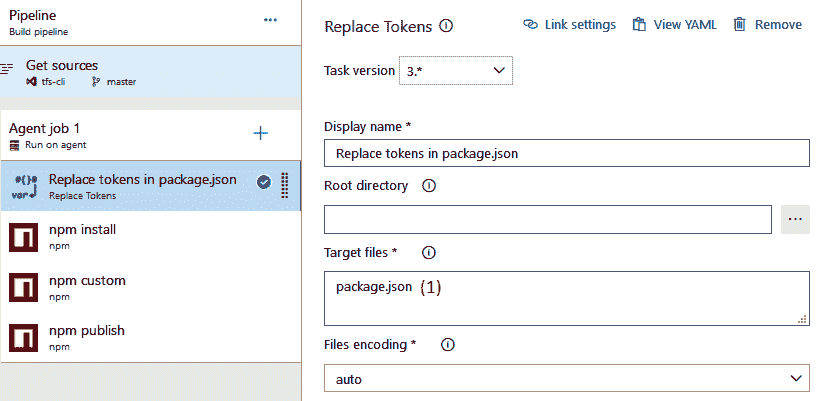 Pipeline
Build pipeline
...
Get sources
tfs-cli
master
Agent job 1
Run on agent
+
#{}#
var
Replace tokens in package.json
Replace Tokens
npm install
npm
npm custom
npm
npm publish
npm
Replace Tokens
Link settings
View YAML
Remove
Task version 3.*
Display name *
Replace tokens in package.json
Root directory
...
Target files *
package.json (1)
Files encoding *
auto